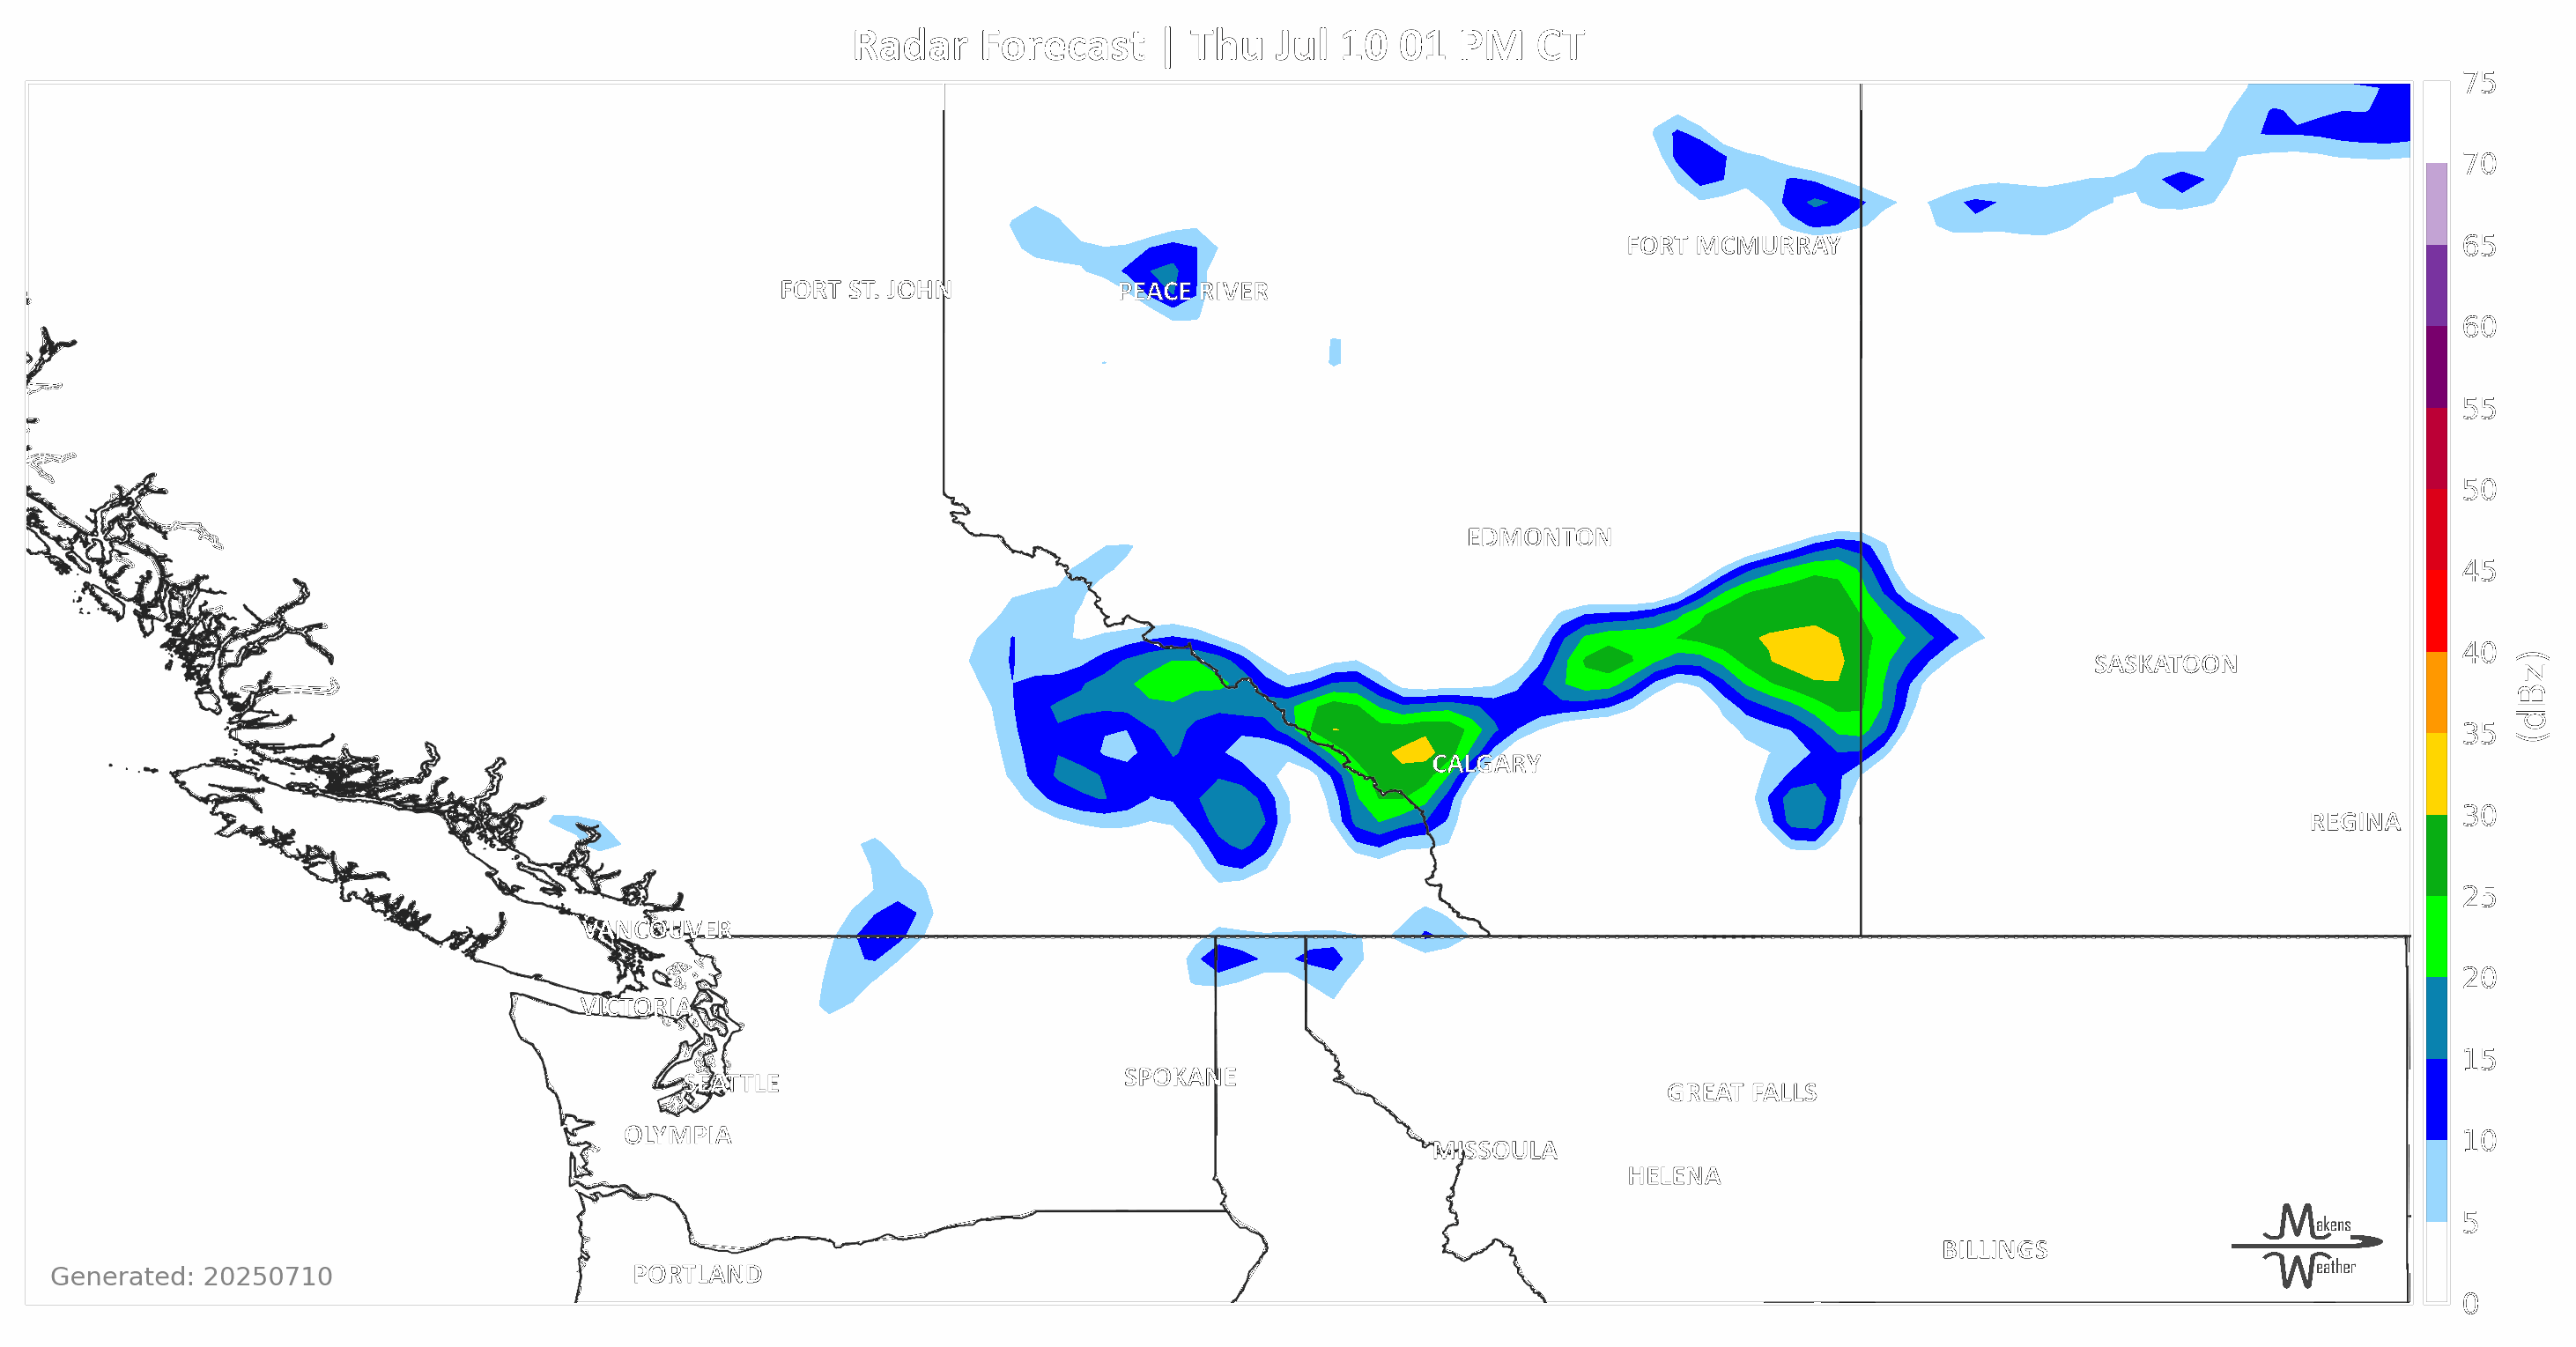 Radar Forecast | Thu Jul 10 01 PM CT
75
70
65
60
55
50
45
40
35
30
25
20
15
10
5
0
(dBz)
FORT MCMURRAY
FORT ST. JOHN
PEACE RIVER
EDMONTON
SASKATOON
CALGARY
REGINA
VANCOUVER
VICTORIA
SEATTLE
SPOKANE
GREAT FALLS
OLYMPIA
MISSOULA
HELENA
BILLINGS
PORTLAND
Makens
Weather
Generated: 20250710